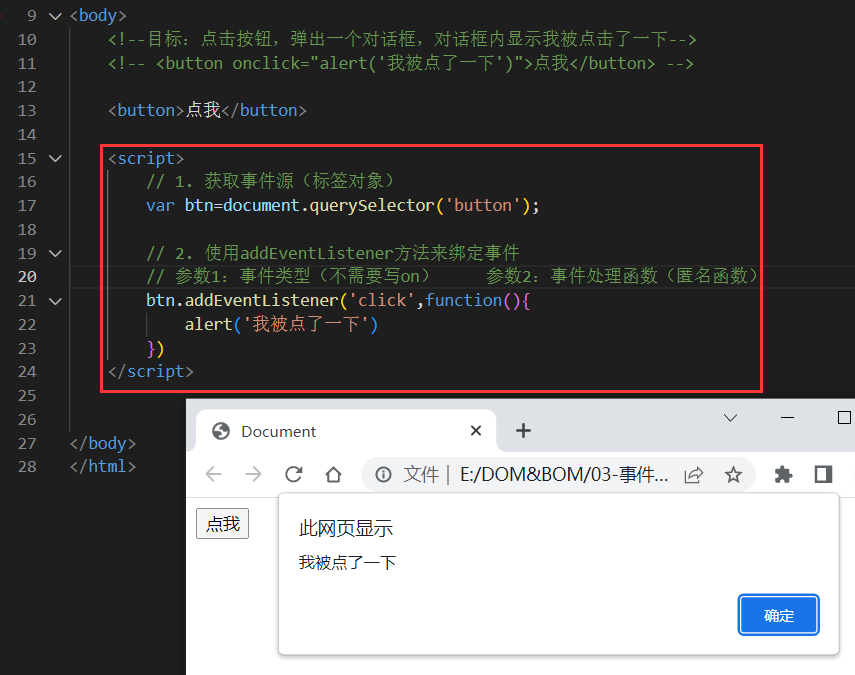 9 <body>
10 <!--目标：点击按钮，弹出一个对话框，对话框内显示我被点击了一下-->
11 <!-- <button onclick="alert('我被点了一下')">点我</button> -->
12
13 <button>点我</button>
14
15 <script>
16 // 1. 获取事件源（标签对象）
17 var btn=document.querySelector('button');
18
19 // 2. 使用addEventListener方法来绑定事件
20 // 参数1：事件类型（不需要写on） 参数2：事件处理函数（匿名函数）
21 btn.addEventListener('click',function(){
22 alert('我被点了一下')
23 })
24 </script>
25
26
27 </body>
28 </html>
Document
文件 | E:/DOM&BOM/03-事件...
点我
此网页显示
我被点了一下
确定